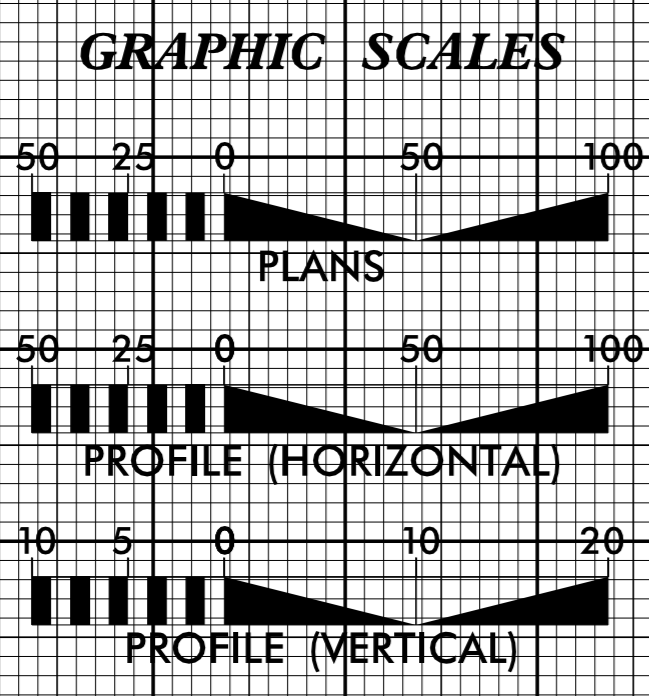 GRAPHIC SCALES
50 25 0 50 100
PLANS
50 25 0 50 100
PROFILE (HORIZONTAL)
10 5 0 10 20
PROFILE (VERTICAL)